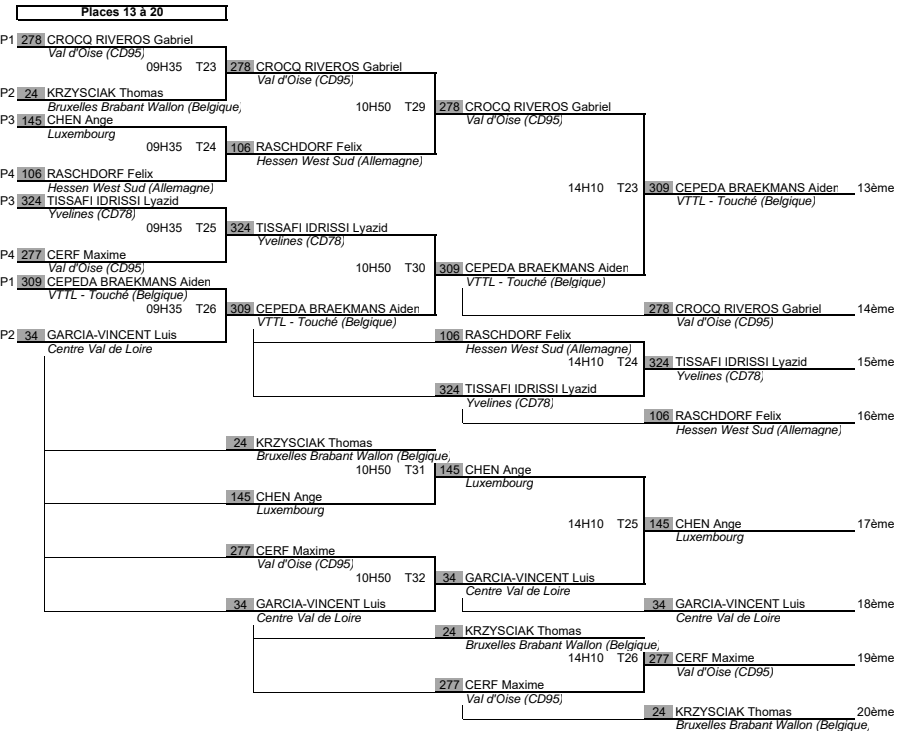 Places 13 à 20
P1 278 CROCQ RIVEROS Gabriel
Val d'Oise (CD95)
09H35 T23 278 CROCQ RIVEROS Gabriel
Val d'Oise (CD95)
P2 24 KRZYSCIAK Thomas
Bruxelles Brabant Wallon (Belgique)
10H50 T29 278 CROCQ RIVEROS Gabriel
Val d'Oise (CD95)
P3 145 CHEN Ange
Luxembourg
09H35 T24 106 RASCHDORF Felix
Hessen West Sud (Allemagne)
P4 106 RASCHDORF Felix
Hessen West Sud (Allemagne)
14H10 T23 309 CEPEDA BRAEKMANS Aiden 13ème
VTTL - Touché (Belgique)
P3 324 TISSAFI IDRISSI Lyazid
Yvelines (CD78)
09H35 T25 324 TISSAFI IDRISSI Lyazid
Yvelines (CD78)
P4 277 CERF Maxime
Val d'Oise (CD95)
10H50 T30 309 CEPEDA BRAEKMANS Aiden
VTTL - Touché (Belgique)
P1 309 CEPEDA BRAEKMANS Aiden
VTTL - Touché (Belgique)
09H35 T26 309 CEPEDA BRAEKMANS Aiden
VTTL - Touché (Belgique)
278 CROCQ RIVEROS Gabriel 14ème
Val d'Oise (CD95)
P2 34 GARCIA-VINCENT Luis
Centre Val de Loire
106 RASCHDORF Felix
Hessen West Sud (Allemagne)
14H10 T24 324 TISSAFI IDRISSI Lyazid 15ème
Yvelines (CD78)
324 TISSAFI IDRISSI Lyazid
Yvelines (CD78)
106 RASCHDORF Felix 16ème
Hessen West Sud (Allemagne)
24 KRZYSCIAK Thomas
Bruxelles Brabant Wallon (Belgique)
10H50 T31 145 CHEN Ange
Luxembourg
145 CHEN Ange
Luxembourg
14H10 T25 145 CHEN Ange 17ème
Luxembourg
277 CERF Maxime
Val d'Oise (CD95)
10H50 T32 34 GARCIA-VINCENT Luis
Centre Val de Loire
34 GARCIA-VINCENT Luis
Centre Val de Loire
34 GARCIA-VINCENT Luis 18ème
Centre Val de Loire
24 KRZYSCIAK Thomas
Bruxelles Brabant Wallon (Belgique)
14H10 T26 277 CERF Maxime 19ème
Val d'Oise (CD95)
277 CERF Maxime
Val d'Oise (CD95)
24 KRZYSCIAK Thomas 20ème
Bruxelles Brabant Wallon (Belgique)